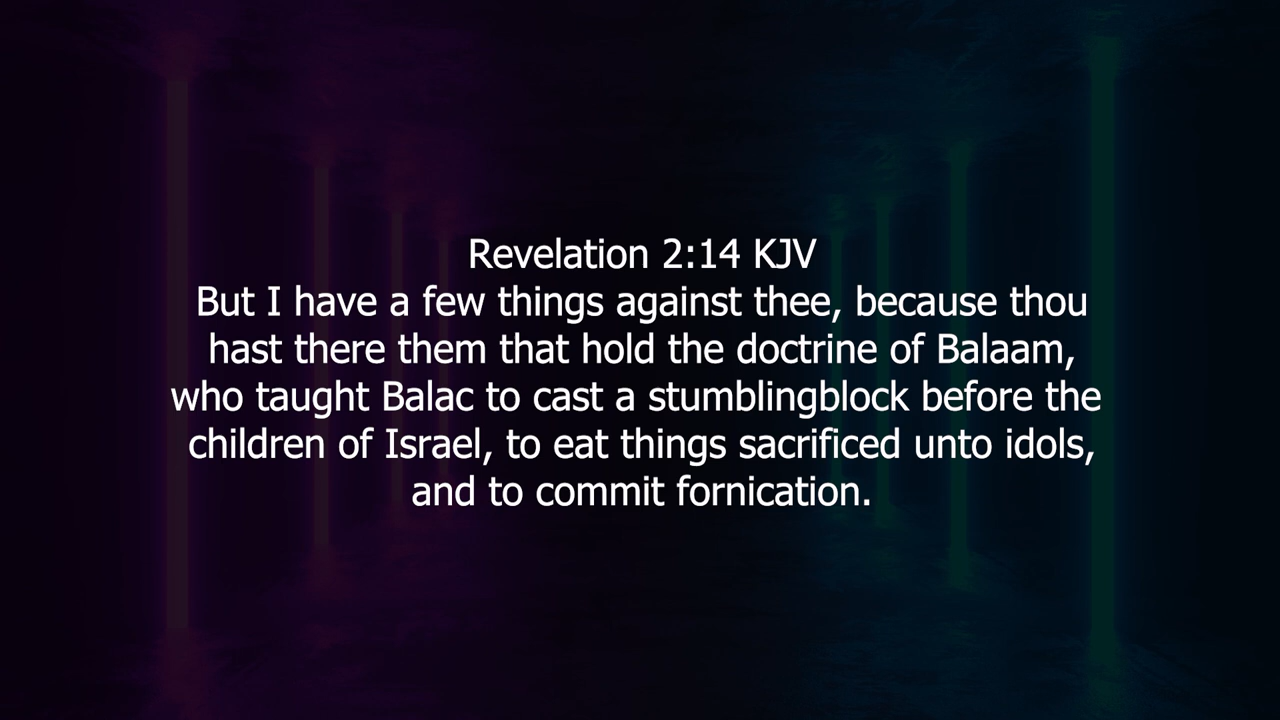 Revelation 2:14 KJV
But I have a few things against thee, because thou
hast there them that hold the doctrine of Balaam,
who taught Balac to cast a stumblingblock before the
children of Israel, to eat things sacrificed unto idols,
and to commit fornication.